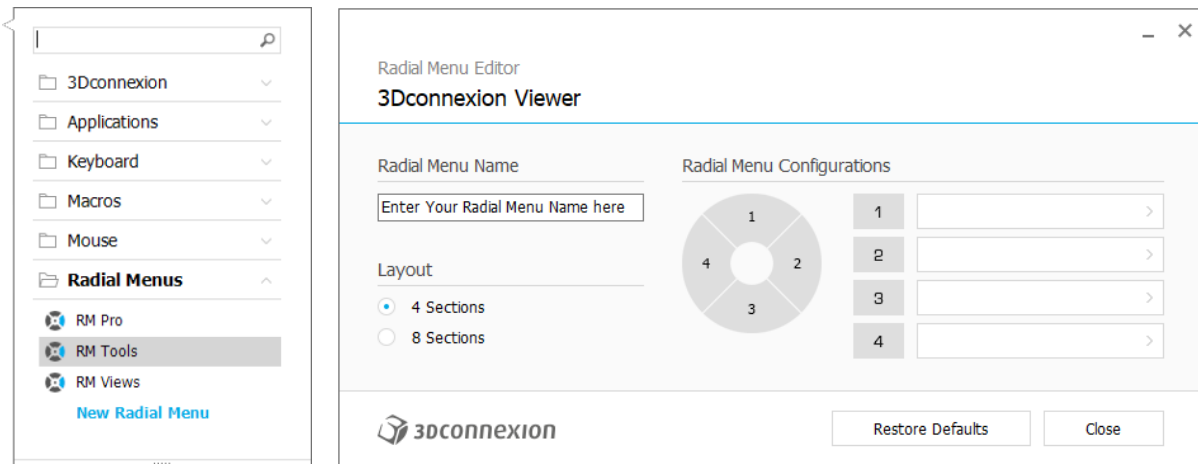 3Dconnexion
Applications
Keyboard
Macros
Mouse
Radial Menus
RM Pro
RM Tools
RM Views
New Radial Menu
Radial Menu Editor
3Dconnexion Viewer
Radial Menu Name
Enter Your Radial Menu Name here
Layout
4 Sections
8 Sections
Radial Menu Configurations
1
4 2
3
1
2
3
4
3Dconnexion
Restore Defaults Close